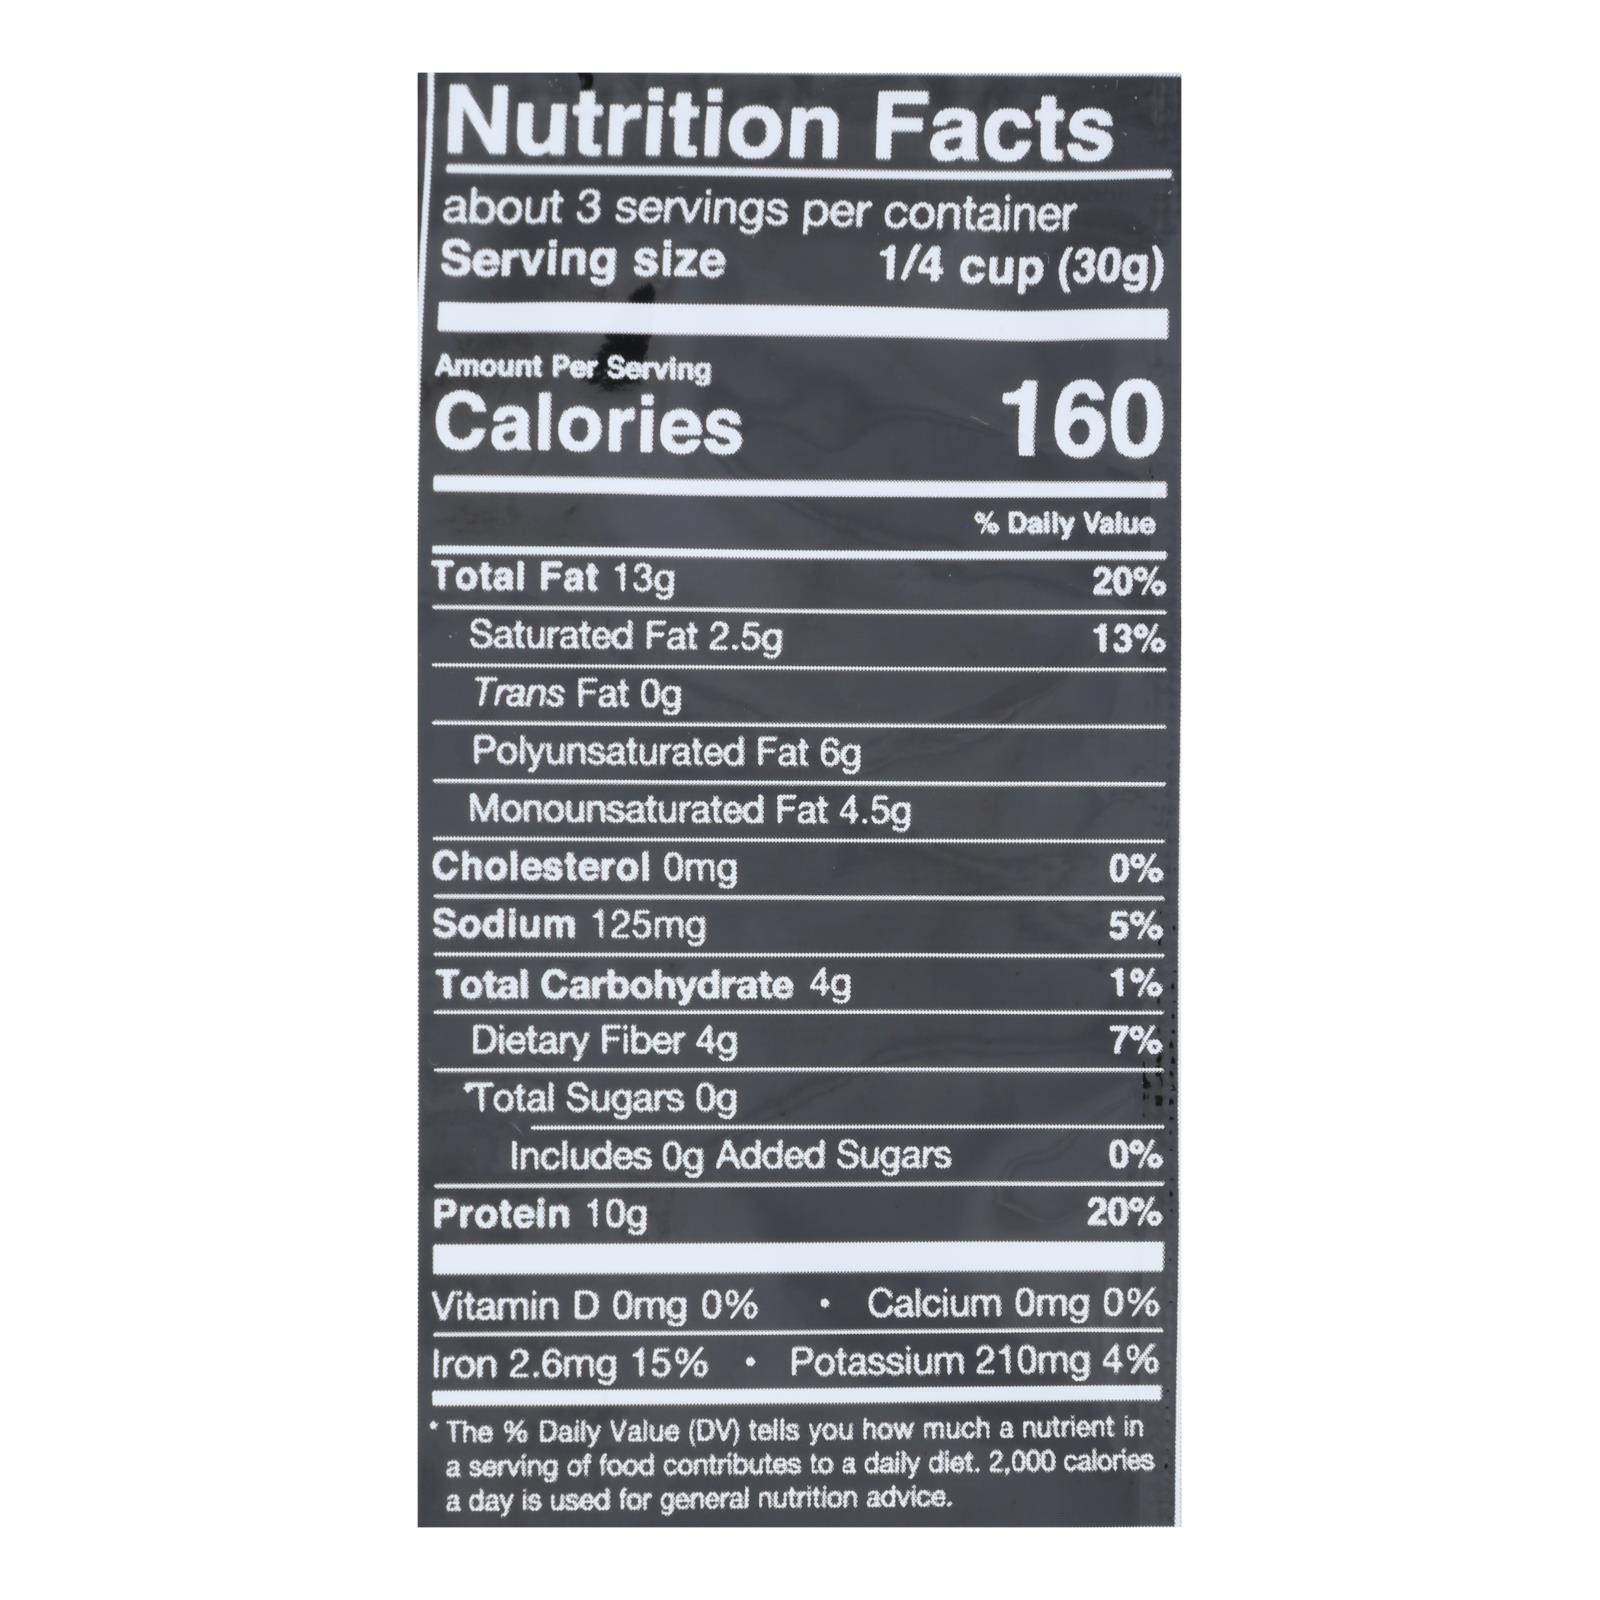 Nutrition Facts
about 3 servings per container
Serving size 1/4 cup (30g)
Amount Per Serving
Calories 160
% Daily Value
Total Fat 13g 20%
Saturated Fat 2.5g 13%
Trans Fat 0g
Polyunsaturated Fat 6g
Monounsaturated Fat 4.5g
Cholesterol 0mg 0%
Sodium 125mg 5%
Total Carbohydrate 4g 1%
Dietary Fiber 4g 7%
Total Sugars 0g
Includes 0g Added Sugars 0%
Protein 10g 20%
Vitamin D 0mg 0% • Calcium 0mg 0%
Iron 2.6mg 15% • Potassium 210mg 4%
* The % Daily Value (DV) tells you how much a nutrient in
a serving of food contributes to a daily diet. 2,000 calories
a day is used for general nutrition advice.